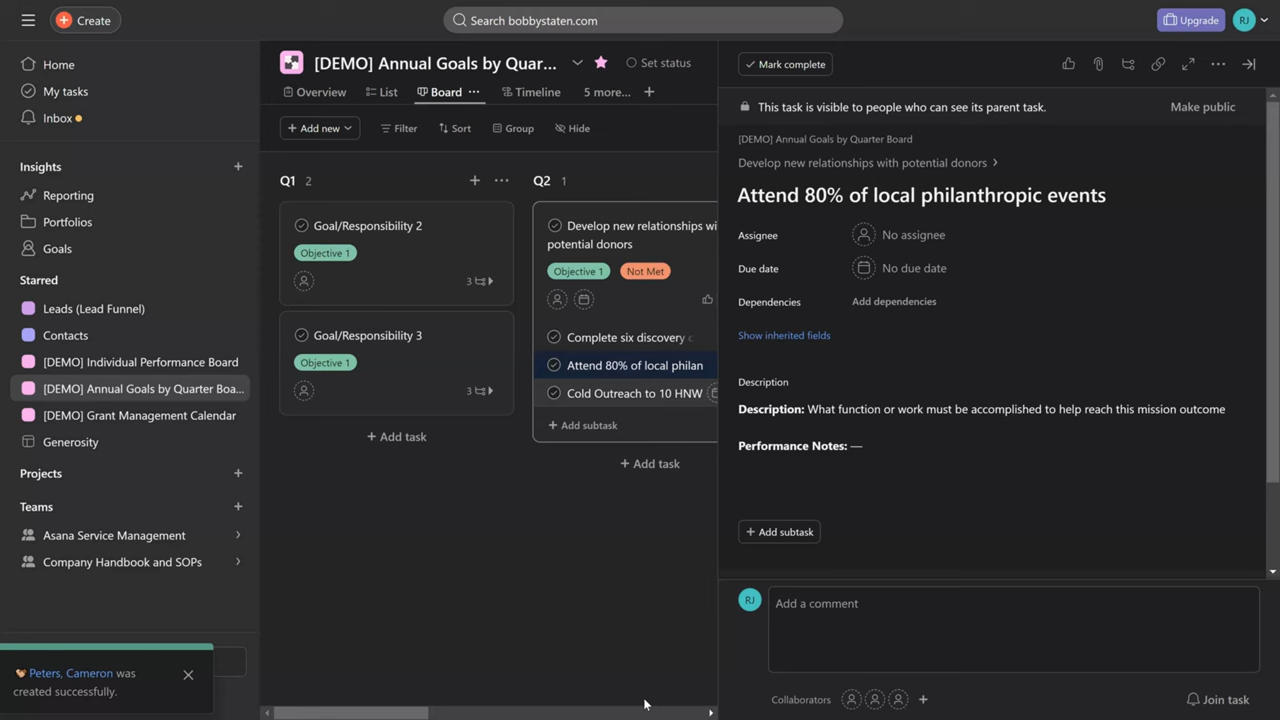 Create
Search bobbystaten.com
Upgrade
RJ
Home
My tasks
Inbox
Insights
Reporting
Portfolios
Goals
Starred
Leads (Lead Funnel)
Contacts
[DEMO] Individual Performance Board
[DEMO] Annual Goals by Quarter Boa...
[DEMO] Grant Management Calendar
Generosity
Projects
Teams
Asana Service Management
Company Handbook and SOPs
Peters, Cameron was
created successfully.
[DEMO] Annual Goals by Quar...
Set status
Overview
List
Board
Timeline
5 more...
Add new
Filter
Sort
Group
Hide
Q1 2
Goal/Responsibility 2
Objective 1
3
Goal/Responsibility 3
Objective 1
3
Add task
Q2 1
Develop new relationships wi
potential donors
Objective 1
Not Met
Complete six discovery c
Attend 80% of local philan
Cold Outreach to 10 HNW
Add subtask
Add task
Mark complete
This task is visible to people who can see its parent task.
Make public
[DEMO] Annual Goals by Quarter Board
Develop new relationships with potential donors
Attend 80% of local philanthropic events
Assignee
No assignee
Due date
No due date
Dependencies
Add dependencies
Show inherited fields
Description
Description: What function or work must be accomplished to help reach this mission outcome
Performance Notes: —
Add subtask
RJ
Add a comment
Collaborators
Join task